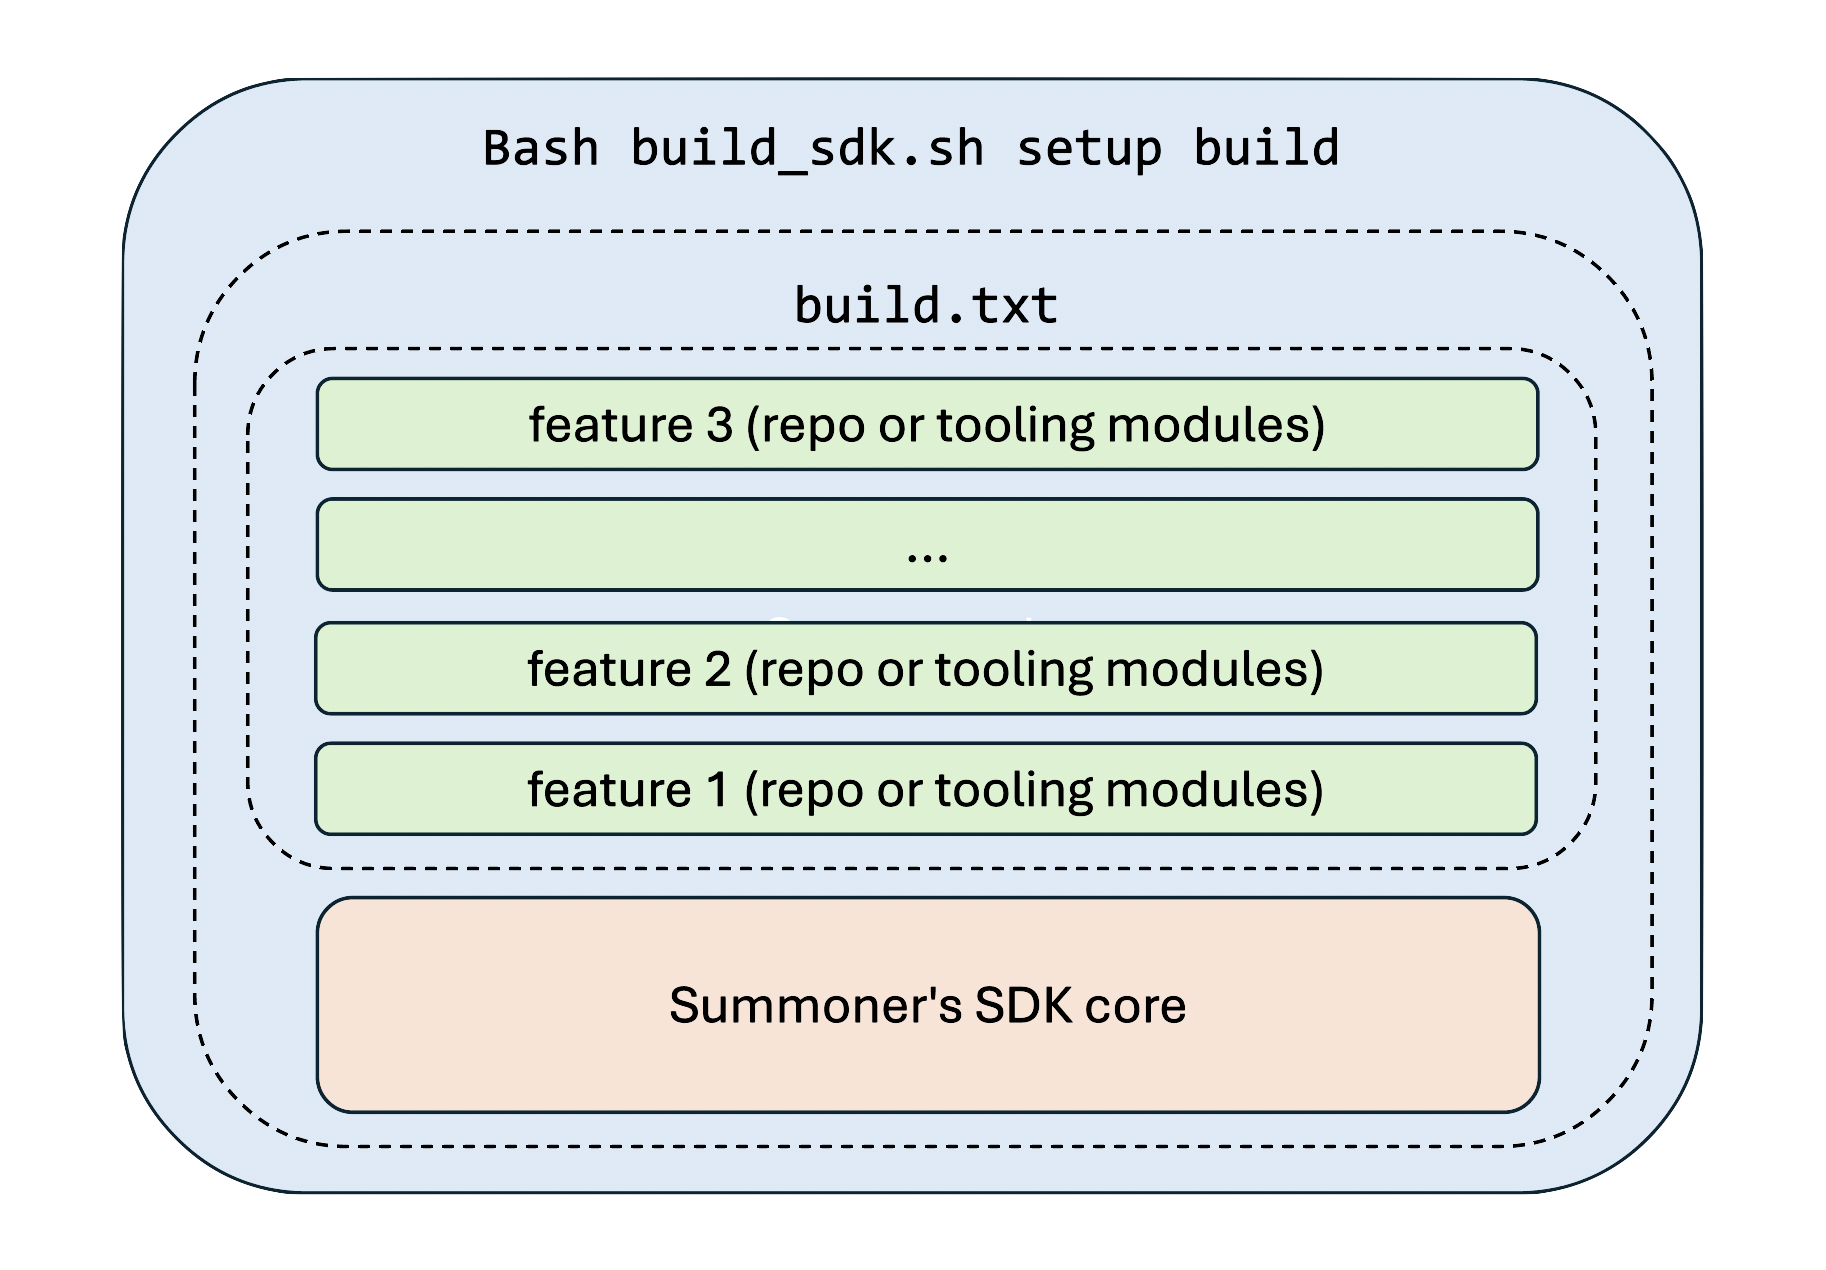 Bash build_sdk.sh setup build
build.txt
feature 3 (repo or tooling modules)
...
feature 2 (repo or tooling modules)
feature 1 (repo or tooling modules)
Summoner's SDK core